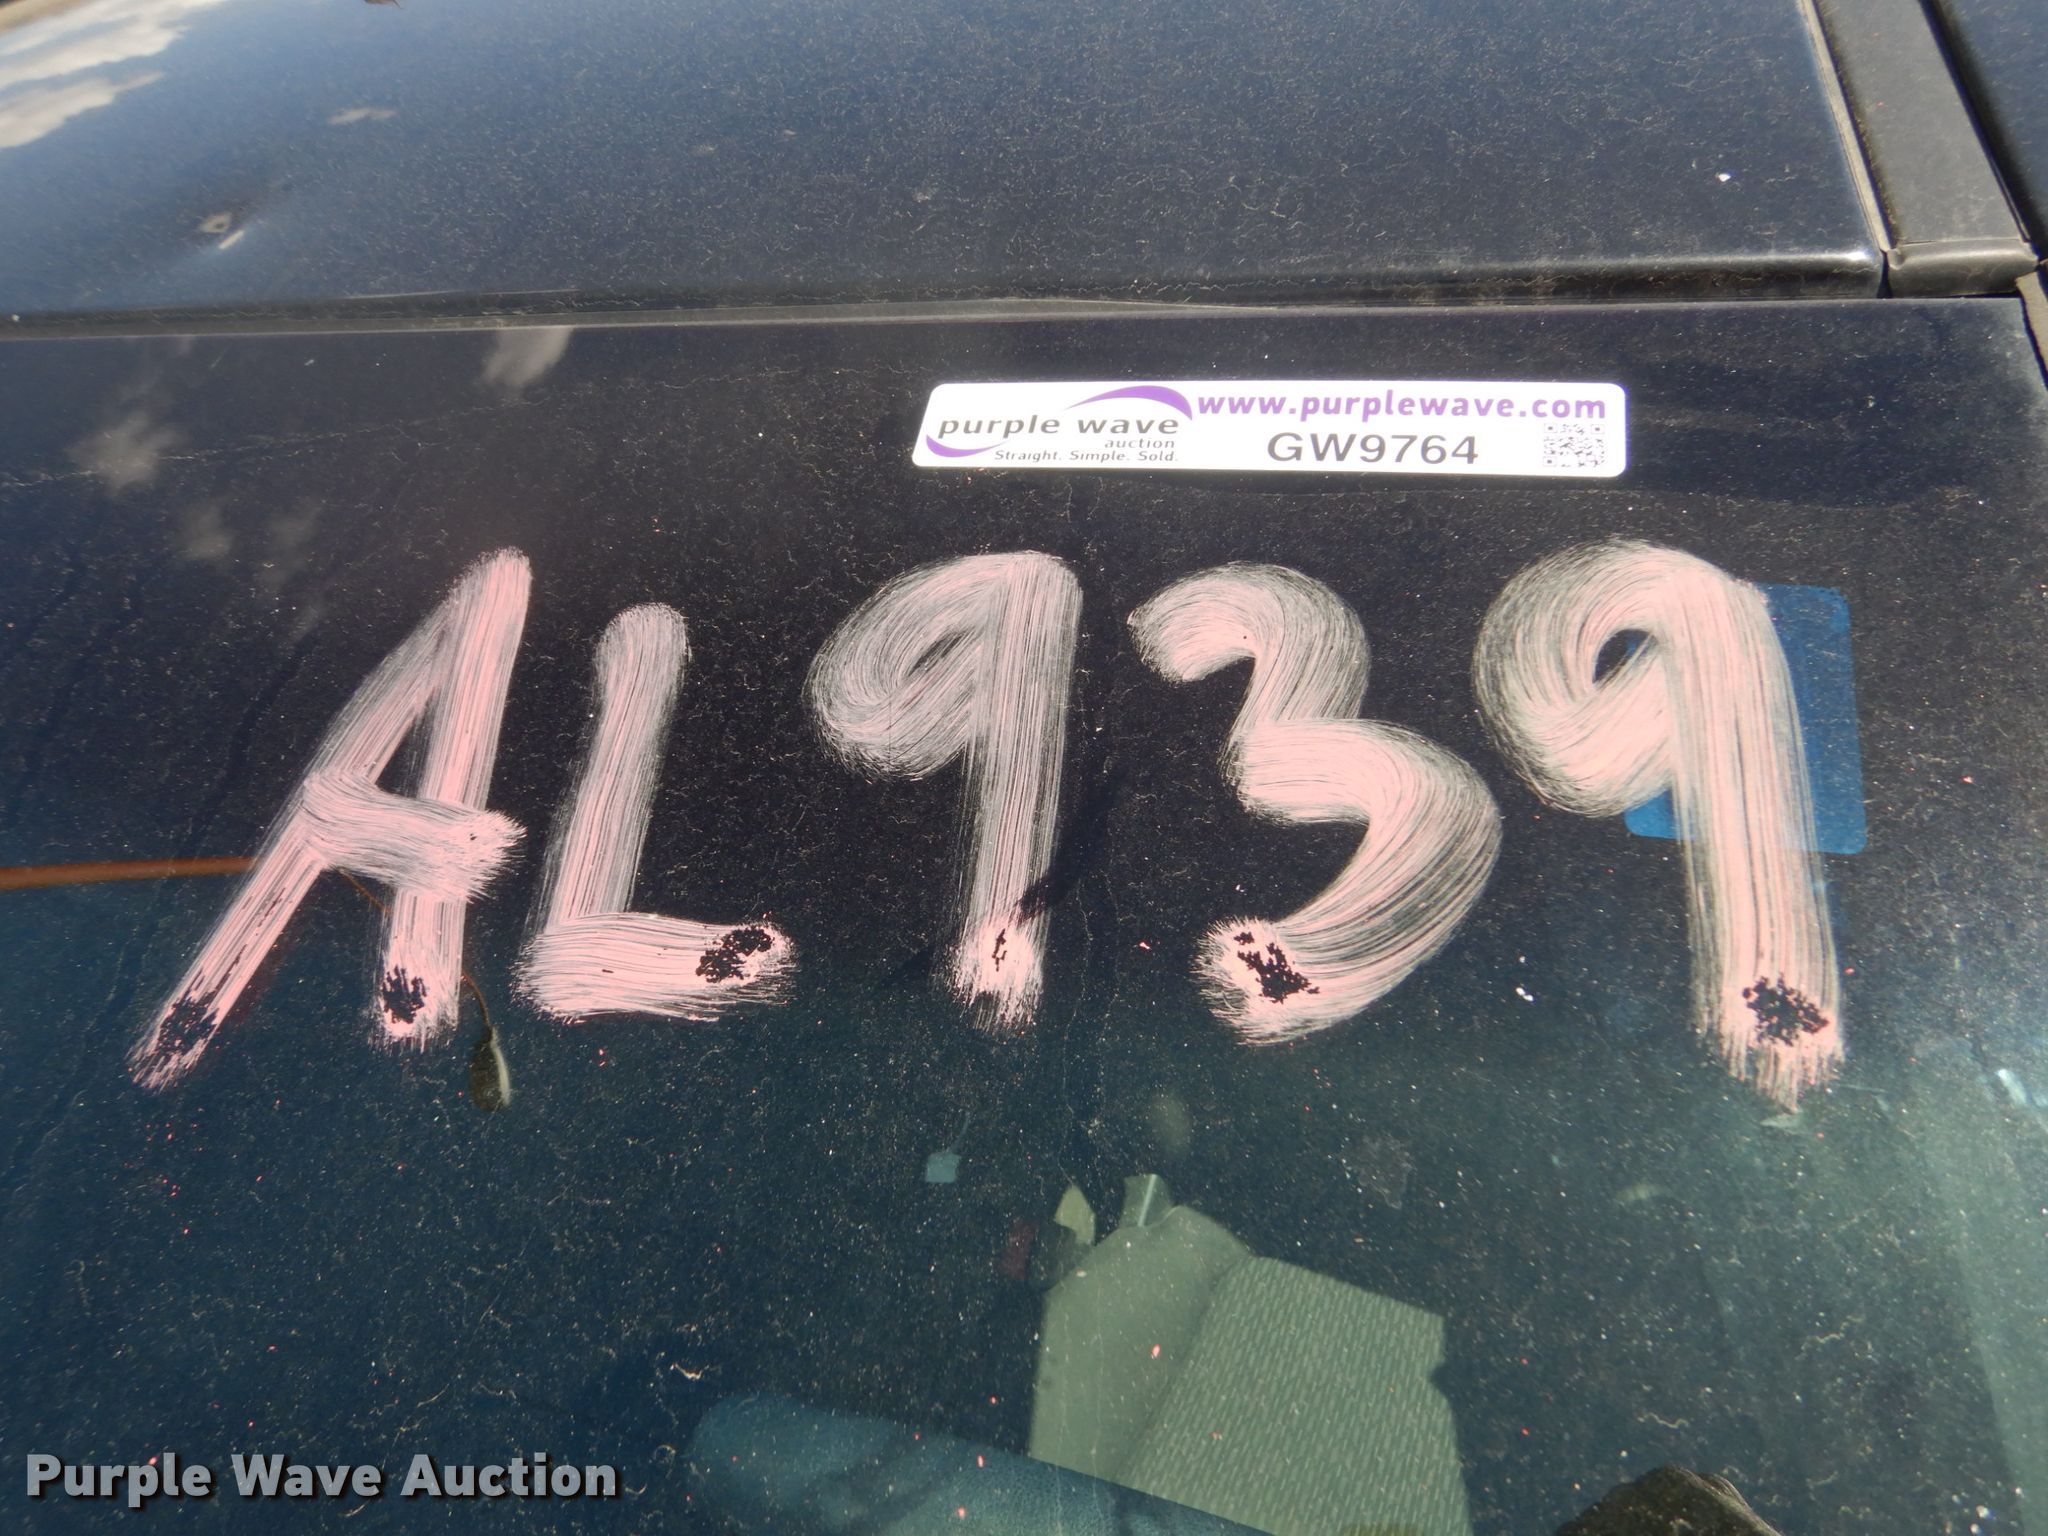 purple wave
auction
Straight. Simple. Sold.
www.purplewave.com
GW9764
AL939
Purple Wave Auction